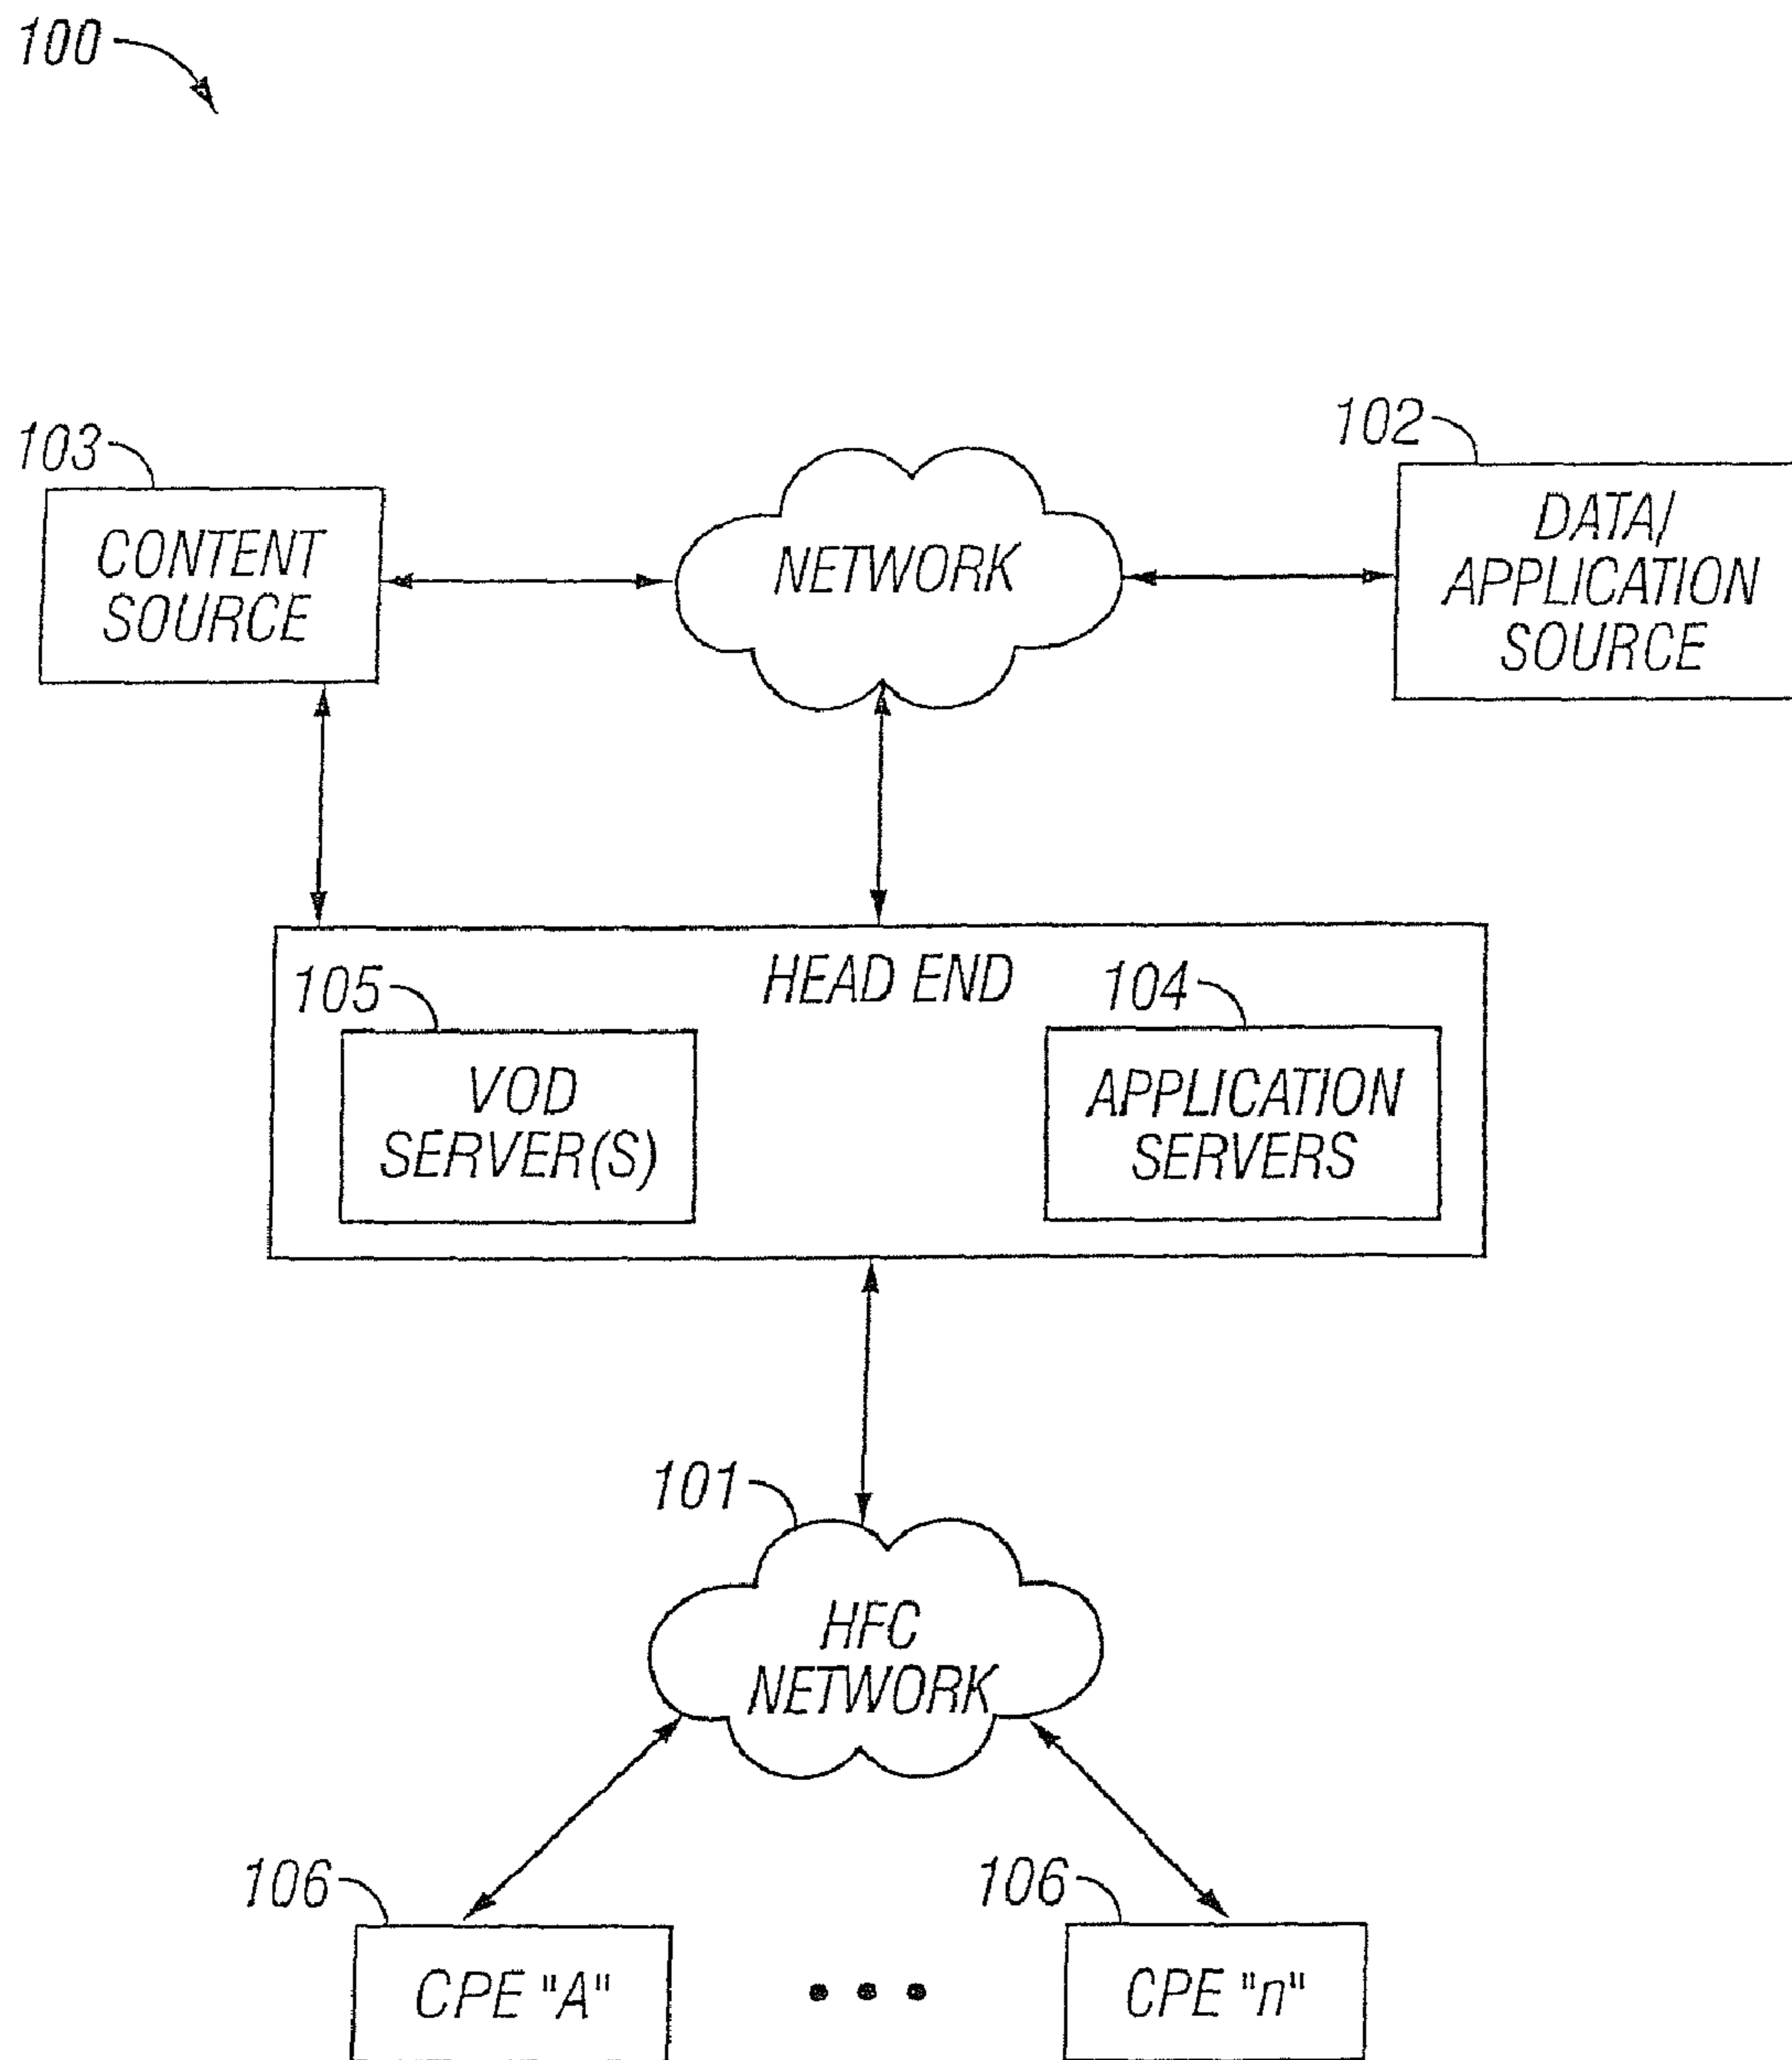 100
103
CONTENT
SOURCE
NETWORK
102
DATA/
APPLICATION
SOURCE
HEAD END
105
VOD
SERVER(S)
104
APPLICATION
SERVERS
101
HFC
NETWORK
106
CPE "A"
• • •
106
CPE "n"